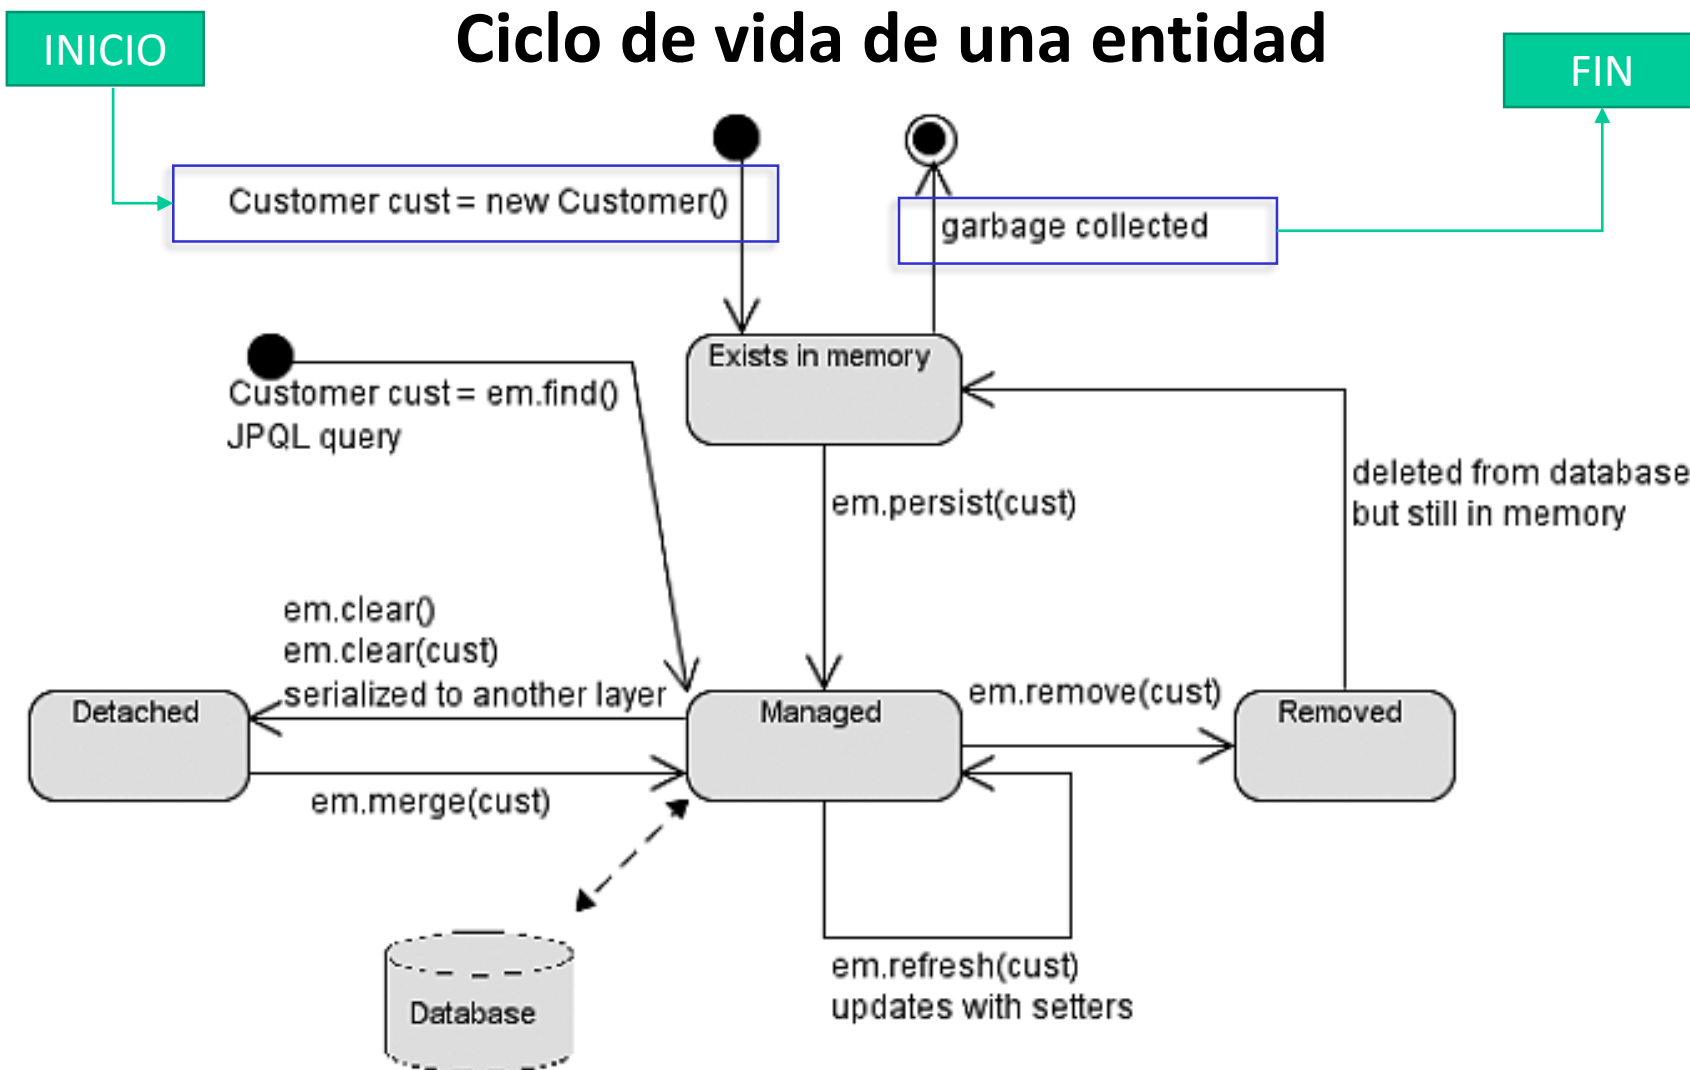 Ciclo de vida de una entidad
INICIO
FIN
Customer cust = new Customer()
garbage collected
Exists in memory
Customer cust = em.find()
JPQL query
em.persist(cust)
deleted from database
but still in memory
em.clear()
em.clear(cust)
serialized to another layer
Detached
Managed
em.remove(cust)
Removed
em.merge(cust)
em.refresh(cust)
updates with setters
Database